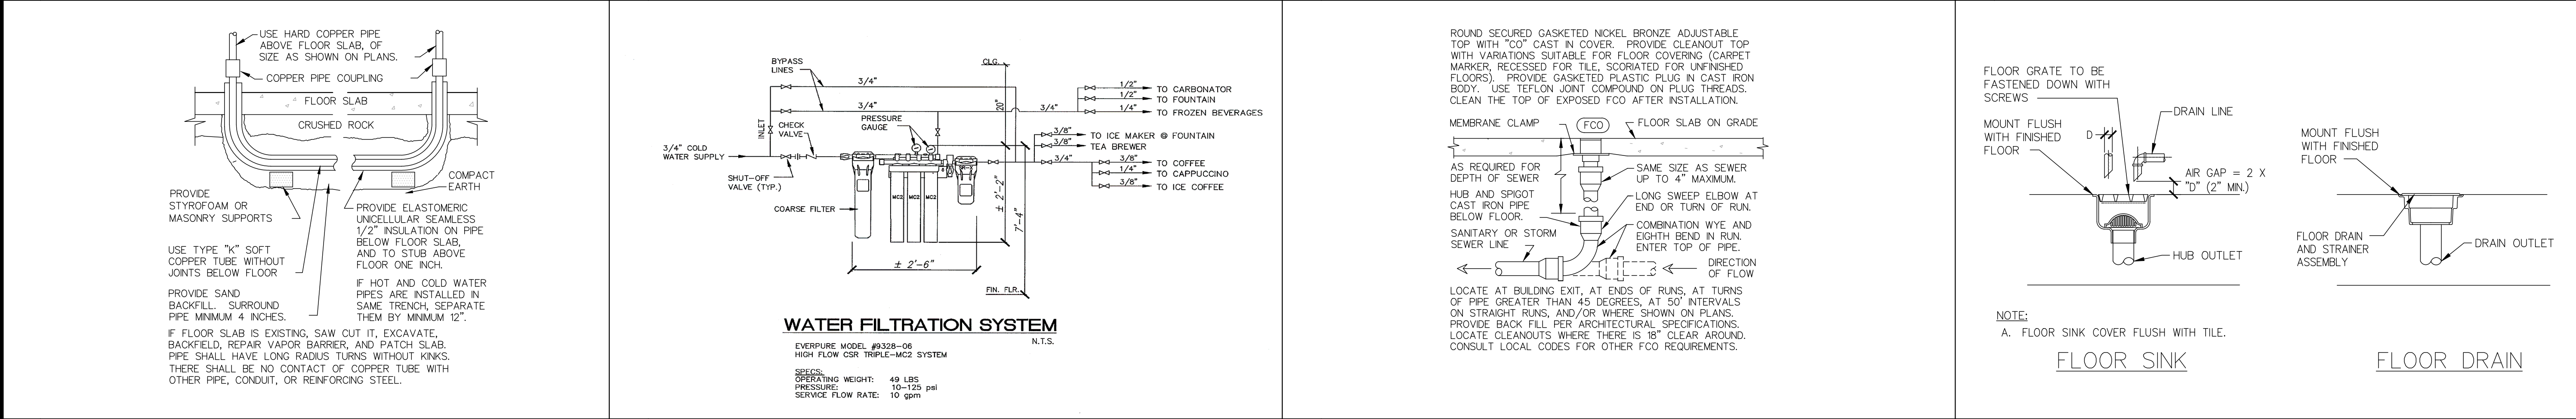 USE HARD COPPER PIPE
ABOVE FLOOR SLAB, OF
SIZE AS SHOWN ON PLANS.
COPPER PIPE COUPLING
FLOOR SLAB
CRUSHED ROCK
COMPACT
EARTH
PROVIDE
STYROFOAM OR
MASONRY SUPPORTS
PROVIDE ELASTOMERIC
UNICELLULAR SEAMLESS
1/2" INSULATION ON PIPE
BELOW FLOOR SLAB,
AND TO STUB ABOVE
FLOOR ONE INCH.
USE TYPE "K" SOFT
COPPER TUBE WITHOUT
JOINTS BELOW FLOOR
IF HOT AND COLD WATER
PIPES ARE INSTALLED IN
SAME TRENCH, SEPARATE
THEM BY MINIMUM 12".
PROVIDE SAND
BACKFILL. SURROUND
PIPE MINIMUM 4 INCHES.
IF FLOOR SLAB IS EXISTING, SAW CUT IT, EXCAVATE,
BACKFIELD, REPAIR VAPOR BARRIER, AND PATCH SLAB.
PIPE SHALL HAVE LONG RADIUS TURNS WITHOUT KINKS.
THERE SHALL BE NO CONTACT OF COPPER TUBE WITH
OTHER PIPE, CONDUIT, OR REINFORCING STEEL.
BYPASS
LINES
CLG.
3/4"
3/4"
3/4"
20"
1/2"
TO CARBONATOR
1/2"
TO FOUNTAIN
1/4"
TO FROZEN BEVERAGES
INLET
CHECK
VALVE
PRESSURE
GAUGE
3/8"
TO ICE MAKER @ FOUNTAIN
3/8"
TEA BREWER
3/4"
3/4" COLD
WATER SUPPLY
3/8"
TO COFFEE
1/4"
TO CAPPUCCINO
3/8"
TO ICE COFFEE
SHUT-OFF
VALVE (TYP.)
COARSE FILTER
MC2
MC2
MC2
± 2'-2"
7'-4"
± 2'-6"
FIN. FLR.
WATER FILTRATION SYSTEM
N.T.S.
EVERPURE MODEL #9328-06
HIGH FLOW CSR TRIPLE-MC2 SYSTEM
SPECS:
OPERATING WEIGHT: 49 LBS
PRESSURE: 10-125 psi
SERVICE FLOW RATE: 10 gpm
ROUND SECURED GASKETED NICKEL BRONZE ADJUSTABLE
TOP WITH "CO" CAST IN COVER. PROVIDE CLEANOUT TOP
WITH VARIATIONS SUITABLE FOR FLOOR COVERING (CARPET
MARKER, RECESSED FOR TILE, SCORIATED FOR UNFINISHED
FLOORS). PROVIDE GASKETED PLASTIC PLUG IN CAST IRON
BODY. USE TEFLON JOINT COMPOUND ON PLUG THREADS.
CLEAN THE TOP OF EXPOSED FCO AFTER INSTALLATION.
MEMBRANE CLAMP
FCO
FLOOR SLAB ON GRADE
AS REQUIRED FOR
DEPTH OF SEWER
SAME SIZE AS SEWER
UP TO 4" MAXIMUM.
HUB AND SPIGOT
CAST IRON PIPE
BELOW FLOOR.
LONG SWEEP ELBOW AT
END OR TURN OF RUN.
SANITARY OR STORM
SEWER LINE
COMBINATION WYE AND
EIGHTH BEND IN RUN.
ENTER TOP OF PIPE.
DIRECTION
OF FLOW
LOCATE AT BUILDING EXIT, AT ENDS OF RUNS, AT TURNS
OF PIPE GREATER THAN 45 DEGREES, AT 50' INTERVALS
ON STRAIGHT RUNS, AND/OR WHERE SHOWN ON PLANS.
PROVIDE BACK FILL PER ARCHITECTURAL SPECIFICATIONS.
LOCATE CLEANOUTS WHERE THERE IS 18" CLEAR AROUND.
CONSULT LOCAL CODES FOR OTHER FCO REQUIREMENTS.
FLOOR GRATE TO BE
FASTENED DOWN WITH
SCREWS
DRAIN LINE
MOUNT FLUSH
WITH FINISHED
FLOOR
D
AIR GAP = 2 X
"D" (2" MIN.)
HUB OUTLET
MOUNT FLUSH
WITH FINISHED
FLOOR
FLOOR DRAIN
AND STRAINER
ASSEMBLY
DRAIN OUTLET
NOTE:
A. FLOOR SINK COVER FLUSH WITH TILE.
FLOOR SINK
FLOOR DRAIN